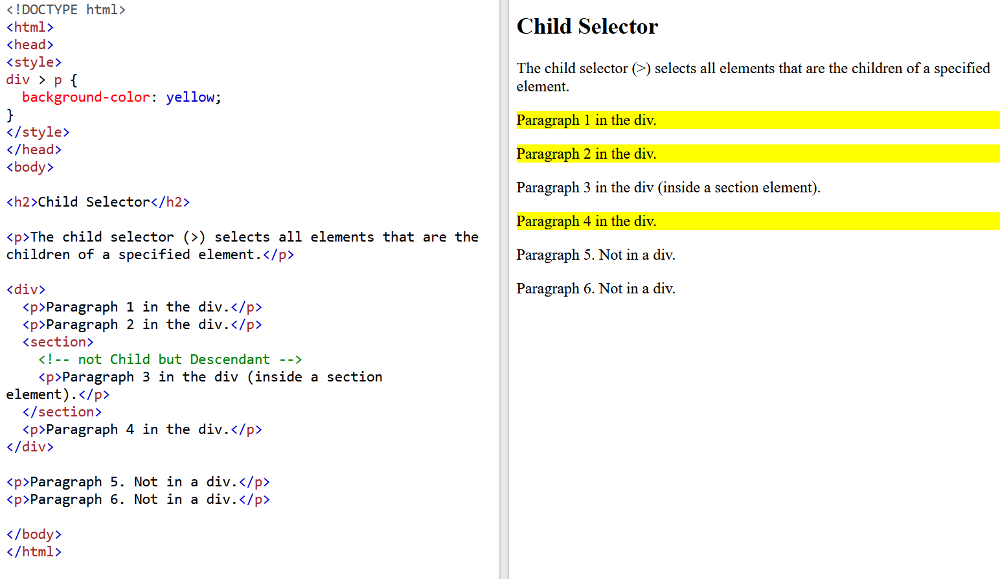 <!DOCTYPE html>
<html>
<head>
<style>
div > p {
  background-color: yellow;
}
</style>
</head>
<body>

<h2>Child Selector</h2>

<p>The child selector (>) selects all elements that are the
children of a specified element.</p>

<div>
  <p>Paragraph 1 in the div.</p>
  <p>Paragraph 2 in the div.</p>
  <section>
    <!-- not Child but Descendant -->
    <p>Paragraph 3 in the div (inside a section
element).</p>
  </section>
  <p>Paragraph 4 in the div.</p>
</div>

<p>Paragraph 5. Not in a div.</p>
<p>Paragraph 6. Not in a div.</p>

</body>
</html>
Child Selector
The child selector (>) selects all elements that are the children of a specified
element.
Paragraph 1 in the div.
Paragraph 2 in the div.
Paragraph 3 in the div (inside a section element).
Paragraph 4 in the div.
Paragraph 5. Not in a div.
Paragraph 6. Not in a div.